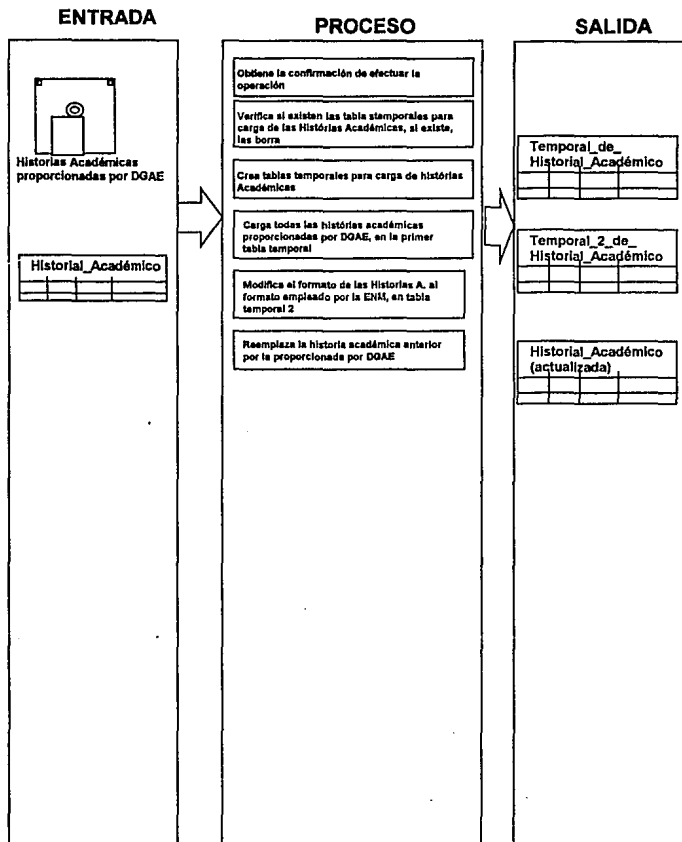 ENTRADA
Historias Académicas
proporcionadas por DGAE
Historial_Académico
PROCESO
Obtiene la confirmación de efectuar la
operación
Verifica si existen las tabla stemporales para
carga de las Histórias Académicas, si existe,
las borra
Crea tablas temporales para carga de histórias
Académicas
Carga todas las histórias académicas
proporcionadas por DGAE, en la primer
tabla temporal
Modifica el formato de las Historias A. al
formato empleado por la ENM, en tabla
temporal 2
Reemplaza la historia académica anterior
por la proporcionada por DGAE
SALIDA
Temporal_de_
Historial_Académico
Temporal_2_de_
Historial_Académico
Historial_Académico
(actualizada)